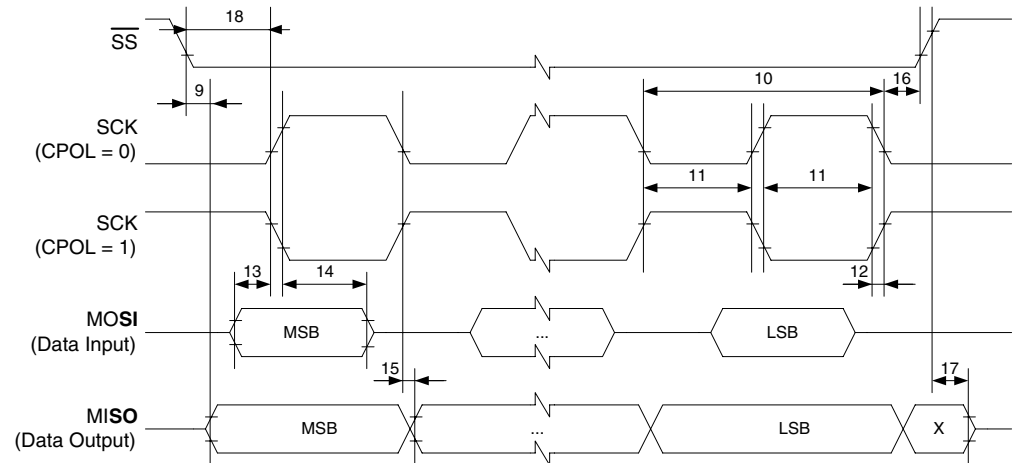 18
SS
10
16
9
SCK
(CPOL = 0)
11
11
SCK
(CPOL = 1)
13
14
12
MOSI
(Data Input)
MSB
...
LSB
15
17
MISO
(Data Output)
MSB
...
LSB
X